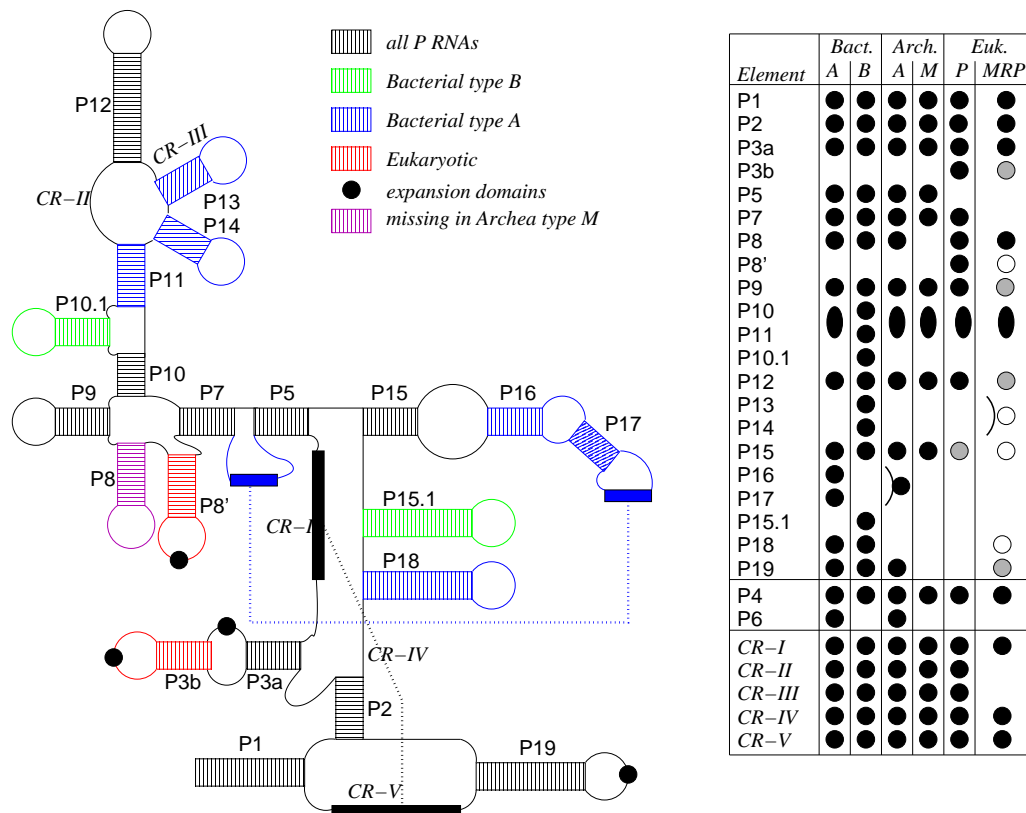 all P RNAs
Bacterial type B
Bacterial type A
Eukaryotic
expansion domains
missing in Archea type M
P12
CR−III
CR−II
P13
P14
P11
P10.1
P10
P9
P7
P5
P15
P16
P17
P8
P8’
CR−I
P15.1
P18
CR−IV
P3b
P3a
P2
P1
P19
CR−V
Bact. Arch. Euk.
Element A B A M P MRP
P1
P2
P3a
P3b
P5
P7
P8
P8’
P9
P10
P11
P10.1
P12
P13
P14
P15
P16
P17
P15.1
P18
P19
P4
P6
CR−I
CR−II
CR−III
CR−IV
CR−V